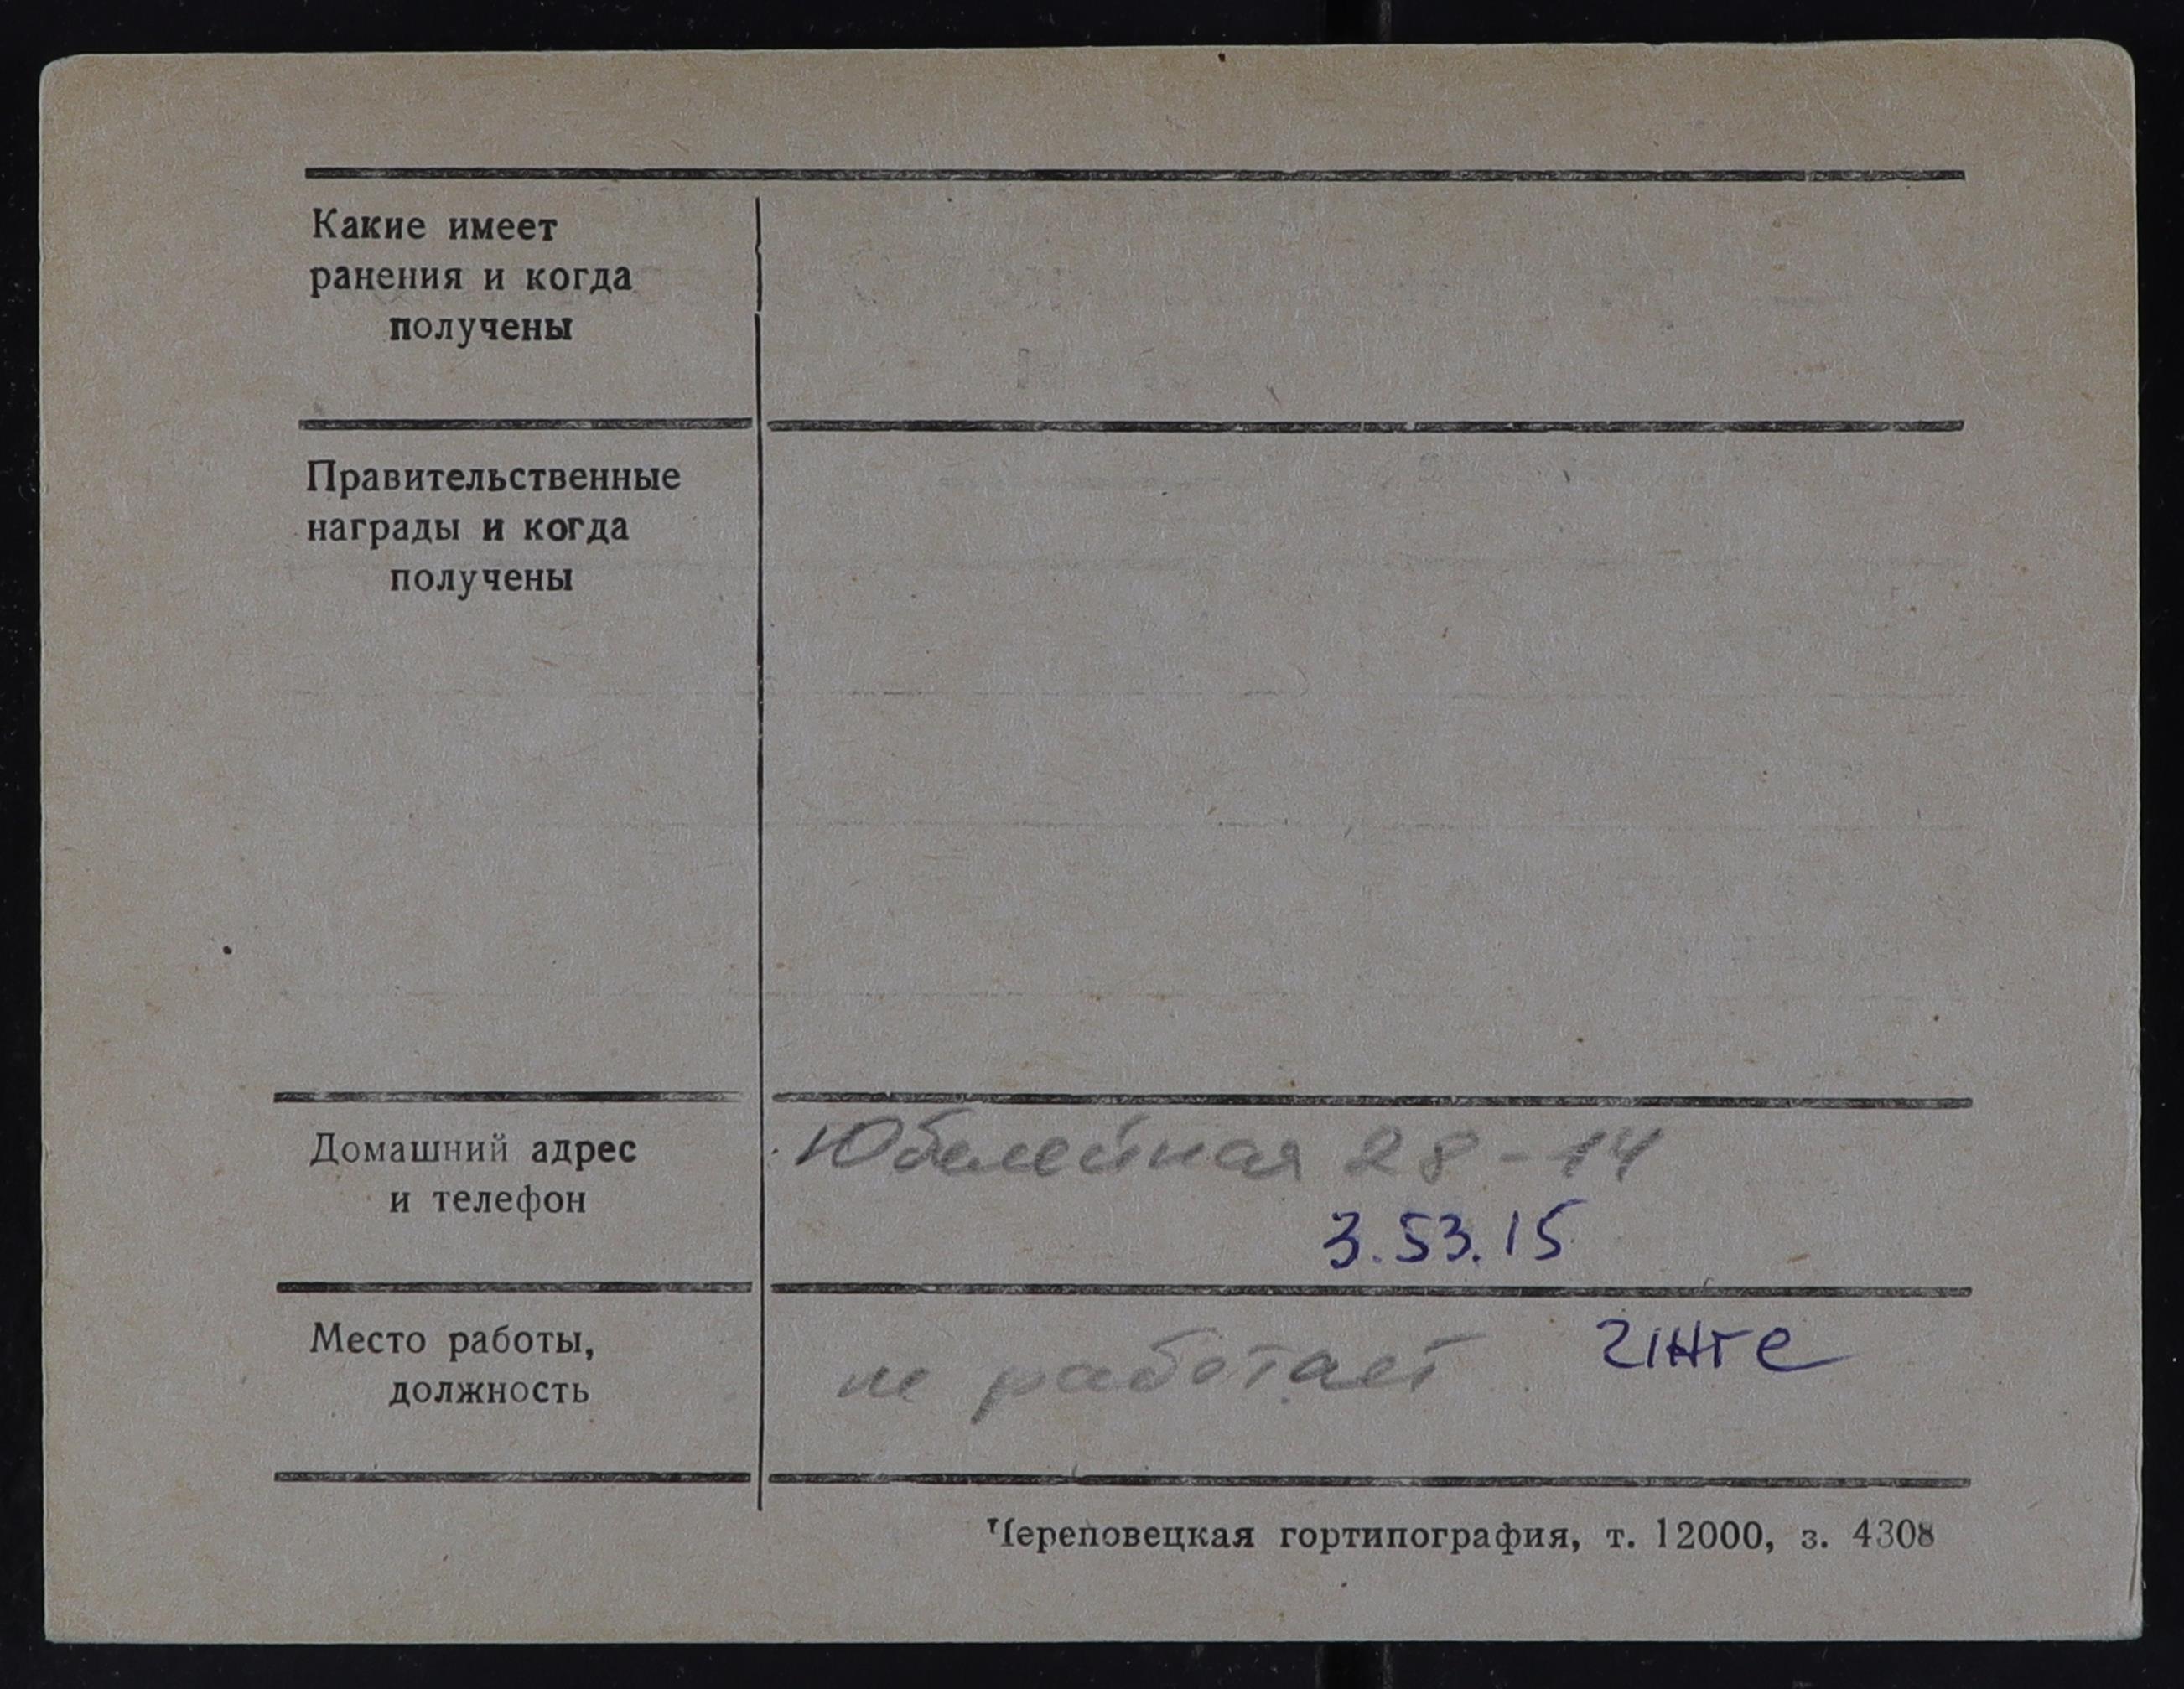 Какие имеет
ранения и когда
получены
Правительственные
награды и когда
получены
Домашний адрес
и телефон
Юбилейная 28-14
3.53.15
Место работы,
должность
не работает
Череповецкая гортипография, т. 12000, з. 4308